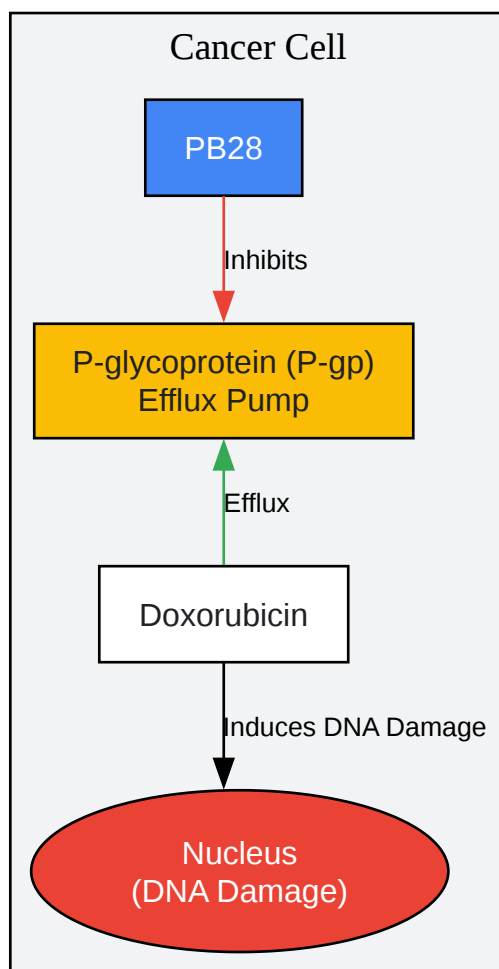 Cancer Cell
PB28
Inhibits
P-glycoprotein (P-gp)
Efflux Pump
Efflux
Doxorubicin
Induces DNA Damage
Nucleus
(DNA Damage)